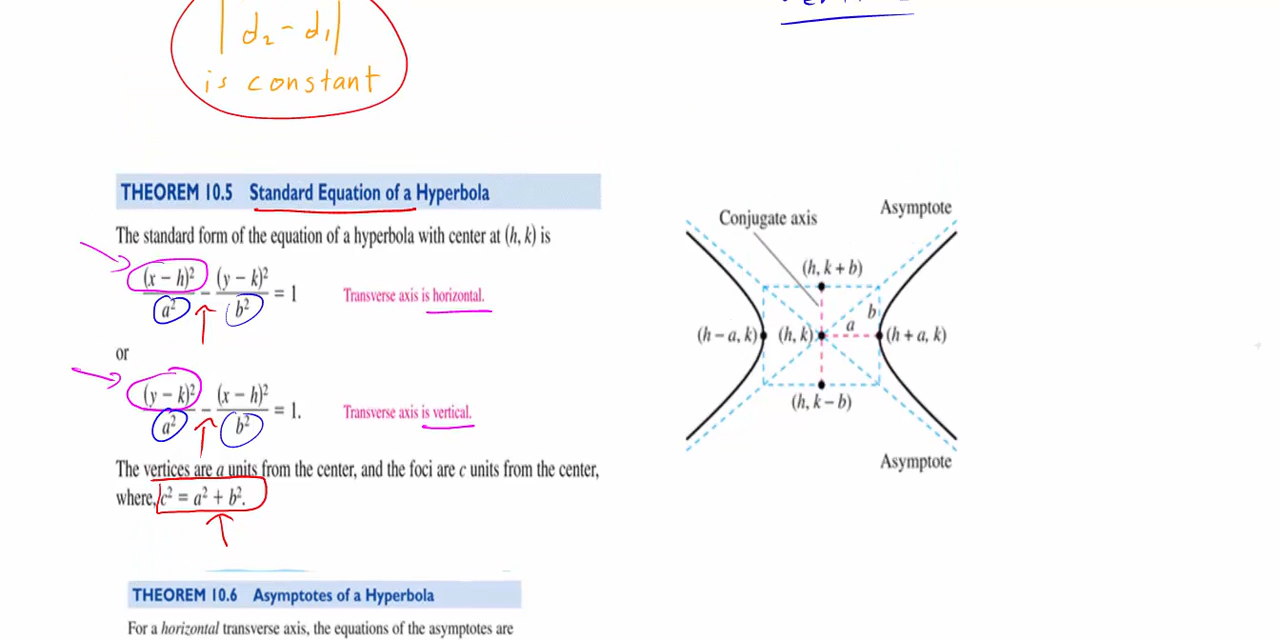 |d₂ - d₁|
is constant
THEOREM 10.5 Standard Equation of a Hyperbola
The standard form of the equation of a hyperbola with center at (h, k) is
(x − h)²/a² − (y − k)²/b² = 1 Transverse axis is horizontal.
or
(y − k)²/a² − (x − h)²/b² = 1. Transverse axis is vertical.
The vertices are a units from the center, and the foci are c units from the center,
where, c² = a² + b².
THEOREM 10.6 Asymptotes of a Hyperbola
For a horizontal transverse axis, the equations of the asymptotes are
Conjugate axis
Asymptote
(h, k + b)
b
a
(h − a, k)
(h, k)
(h + a, k)
(h, k − b)
Asymptote